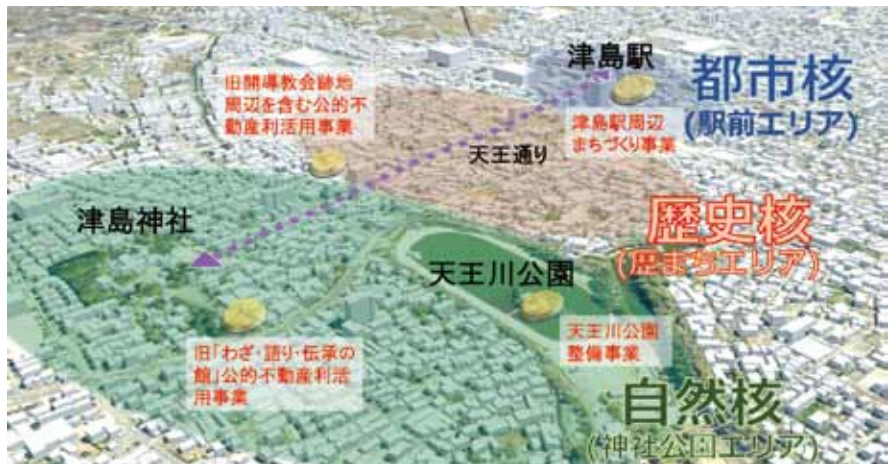 津島駅
都市核
(駅前エリア)
旧開導教会跡地
周辺を含む公的不
動産利活用事業
津島駅周辺
まちづくり事業
天王通り
津島神社
歴史核
(歴まちエリア)
天王川公園
天王川公園
整備事業
旧「わざ・語り・伝承の
館」公的不動産利活
用事業
自然核
(神社公園エリア)